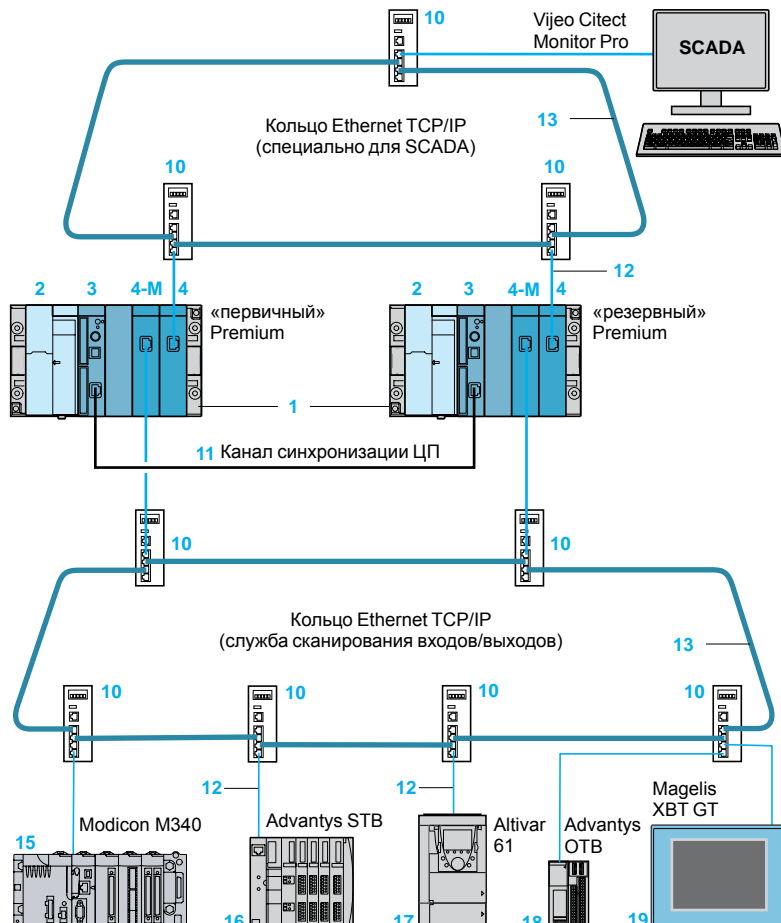 10
Vijeo Citect
Monitor Pro
SCADA
Кольцо Ethernet TCP/IP
(специально для SCADA)
13
10
10
12
2 3 4-M 4
«первичный»
Premium
2 3 4-M 4
«резервный»
Premium
1
11 Канал синхронизации ЦП
10
10
Кольцо Ethernet TCP/IP
(служба сканирования входов/выходов)
13
10
10
10
10
12
12
Modicon M340
15
Advantys STB
16
Altivar
61
17
Advantys
OTB
18
Magelis
XBT GT
19